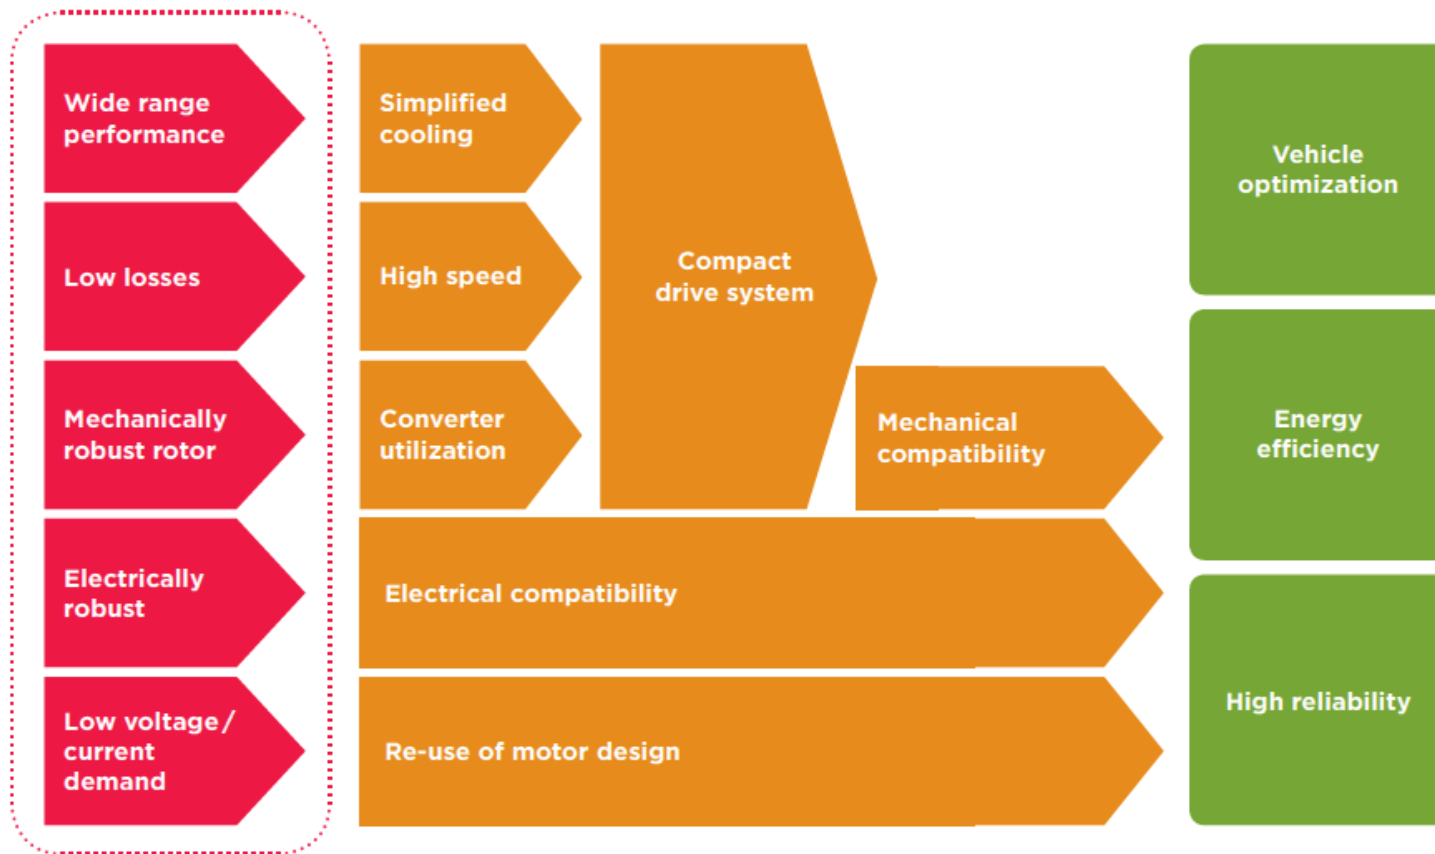 Wide range
performance
Low losses
Mechanically
robust rotor
Electrically
robust
Low voltage/
current
demand
Simplified
cooling
High speed
Converter
utilization
Compact
drive system
Mechanical
compatibility
Electrical compatibility
Re-use of motor design
Vehicle
optimization
Energy
efficiency
High reliability